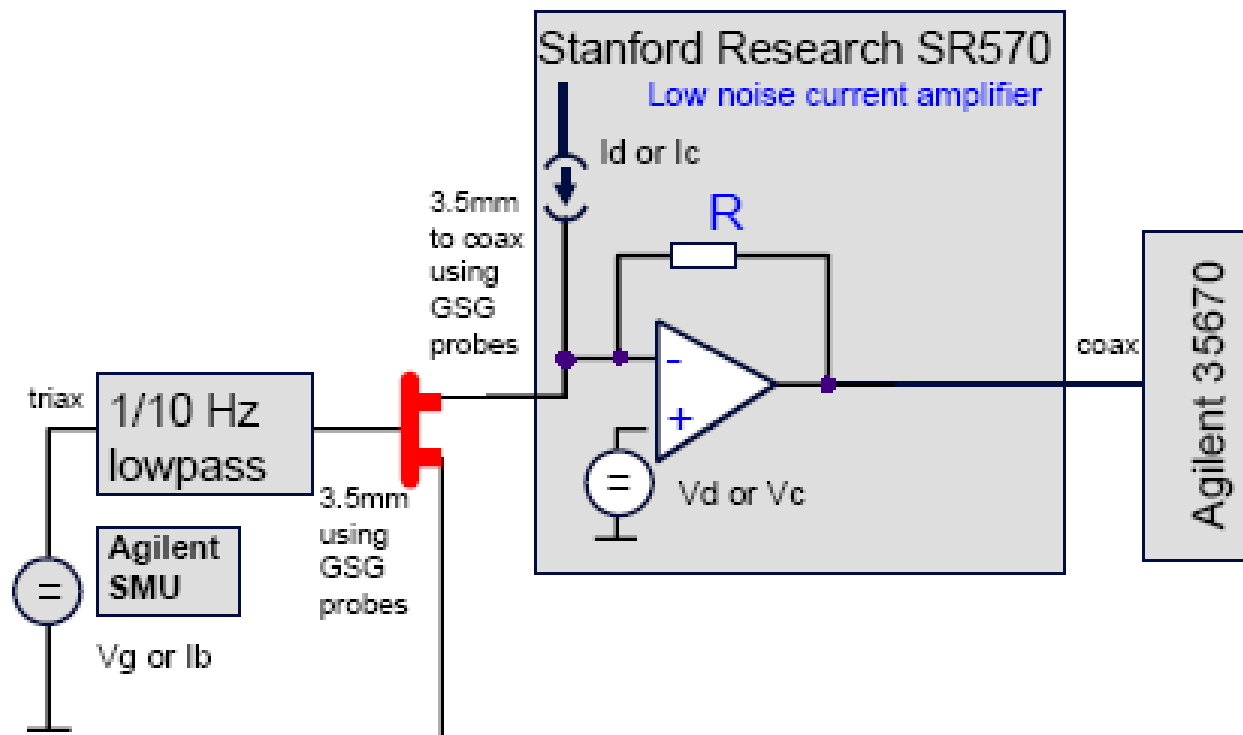 Stanford Research SR570
Low noise current amplifier
Id or Ic
3.5mm
to coax
using
GSG
probes
R
-
+
=
Vd or Vc
coax
Agilent 35670
triax
1/10 Hz
lowpass
3.5mm
using
GSG
probes
Agilent
SMU
=
Vg or Ib